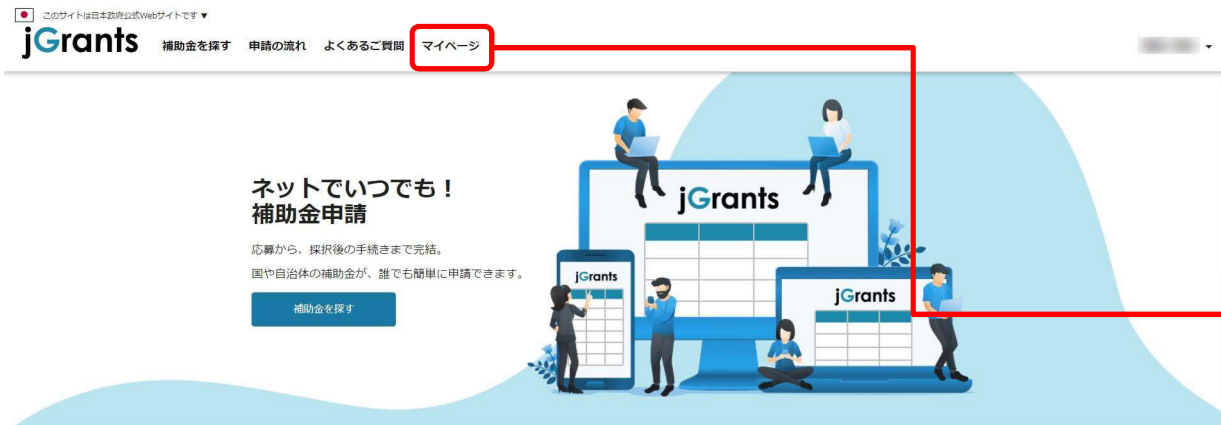 このサイトは日本政府公式Webサイトです ▼
jGrants 補助金を探す 申請の流れ よくあるご質問 マイページ
ネットでいつでも！
補助金申請
応募から、採択後の手続きまで完結。
国や自治体の補助金が、誰でも簡単に申請できます。
補助金を探す
jGrants
jGrants
jGrants